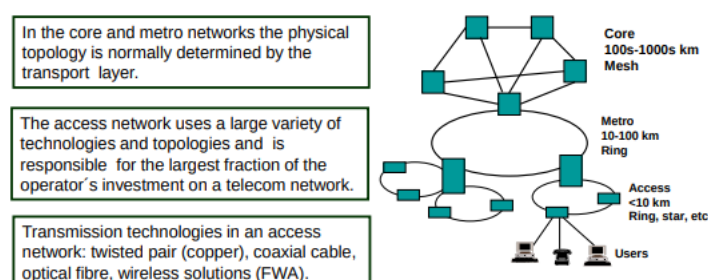 In the core and metro networks the physical
topology is normally determined by the
transport layer.
The access network uses a large variety of
technologies and topologies and is
responsible for the largest fraction of the
operator´s investment on a telecom network.
Transmission technologies in an access
network: twisted pair (copper), coaxial cable,
optical fibre, wireless solutions (FWA).
Core
100s-1000s km
Mesh
Metro
10-100 km
Ring
Access
<10 km
Ring, star, etc
Users